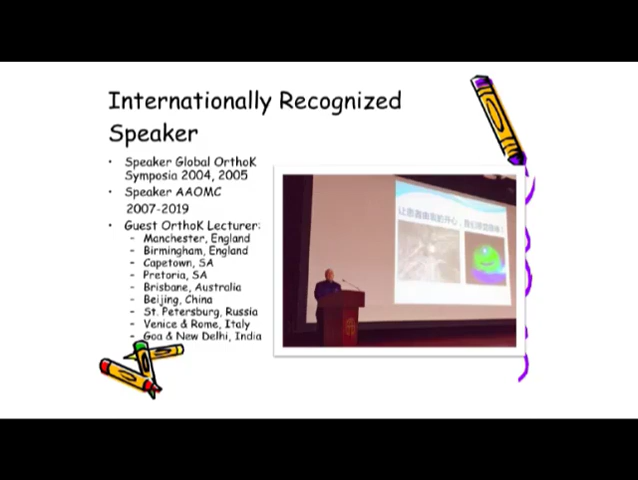 Internationally Recognized
Speaker
• Speaker Global OrthoK
Symposia 2004, 2005
• Speaker AAOMC
2007-2019
• Guest OrthoK Lecturer:
- Manchester, England
- Birmingham, England
- Capetown, SA
- Pretoria, SA
- Brisbane, Australia
- Beijing, China
- St. Petersburg, Russia
- Venice & Rome, Italy
- Goa & New Delhi, India